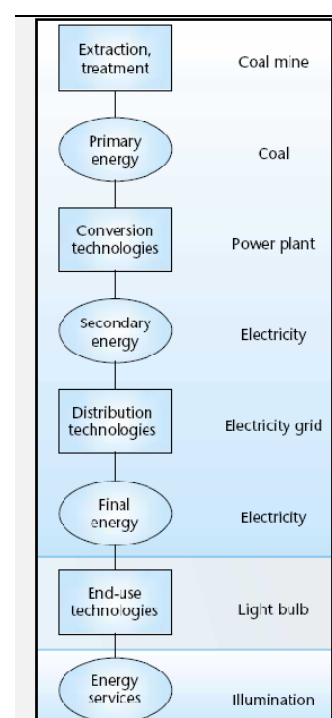 Extraction,
treatment
Coal mine
Primary
energy
Coal
Conversion
technologies
Power plant
Secondary
energy
Electricity
Distribution
technologies
Electricity grid
Final
energy
Electricity
End-use
technologies
Light bulb
Energy
services
Illumination